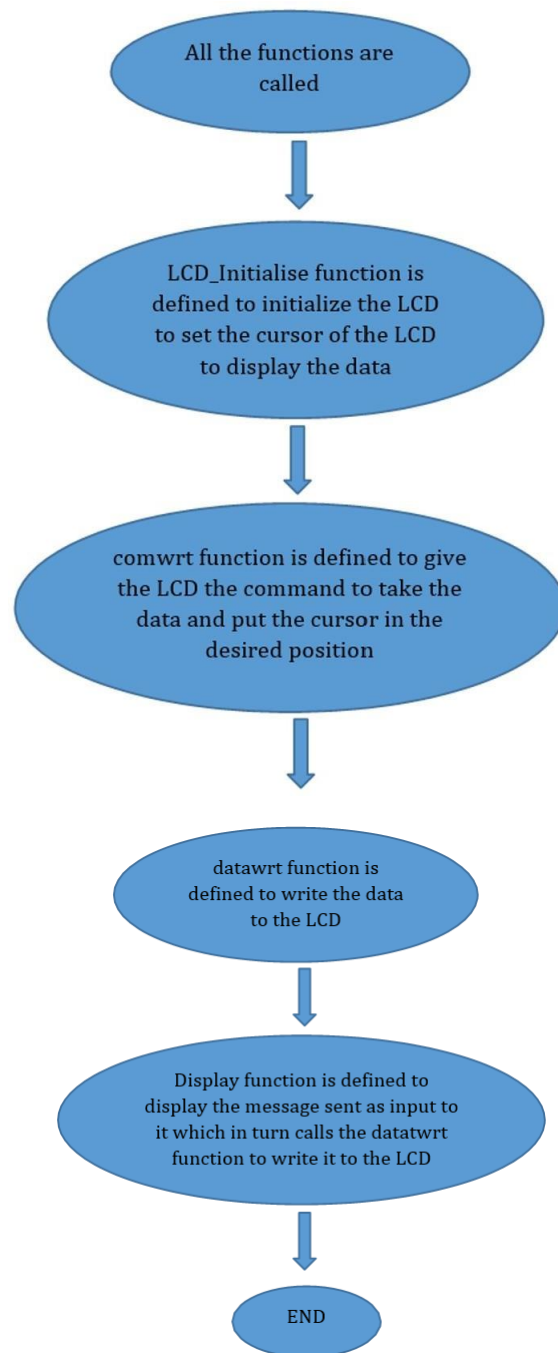 All the functions are
called
LCD_Initialise function is
defined to initialize the LCD
to set the cursor of the LCD
to display the data
comwrt function is defined to give
the LCD the command to take the
data and put the cursor in the
desired position
datawrt function is
defined to write the data
to the LCD
Display function is defined to
display the message sent as input to
it which in turn calls the datatwrt
function to write it to the LCD
END